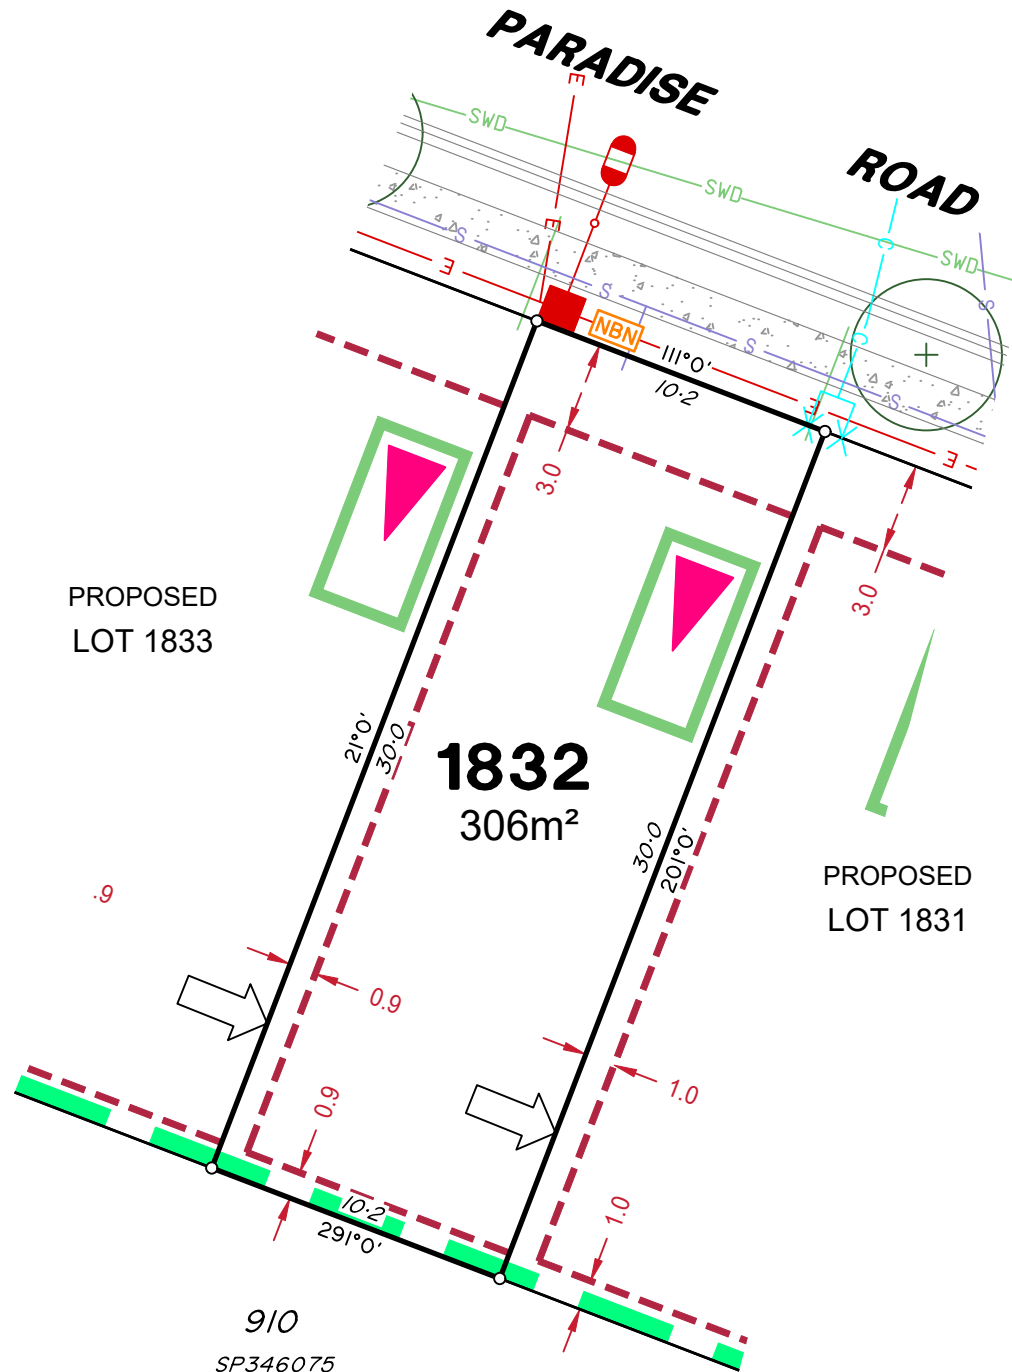 PARADISE
ROAD
E
SWD
SWD
SWD
E
C
S
S
E
S
NBN
C
S
111°0'
10·2
E
S
E
3.0
3.0
PROPOSED
LOT 1833
21°0'
30·0
1832
306m²
30·0
201°0'
PROPOSED
LOT 1831
.9
0.9
0.9
1.0
1.0
10·2
291°0'
910
SP346075